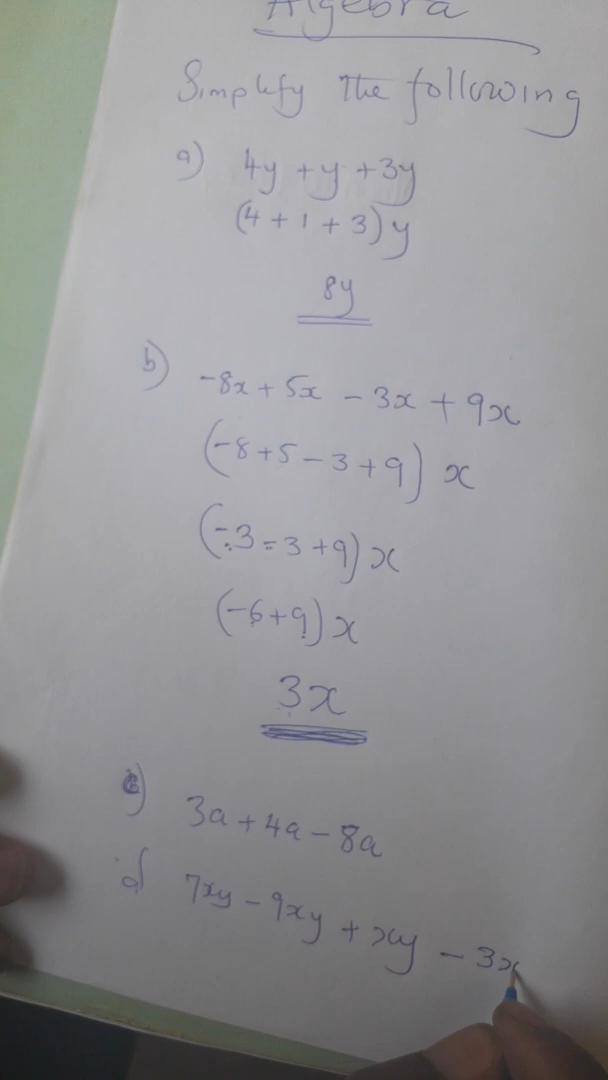 Algebra
Simplify the following
a) 4y + y + 3y
(4 + 1 + 3) y
8y
b) -8x + 5x - 3x + 9x
(-8 + 5 - 3 + 9) x
(-3 - 3 + 9) x
(-6 + 9) x
3x
c) 3a + 4a - 8a
d 7xy - 9xy + xy - 3x